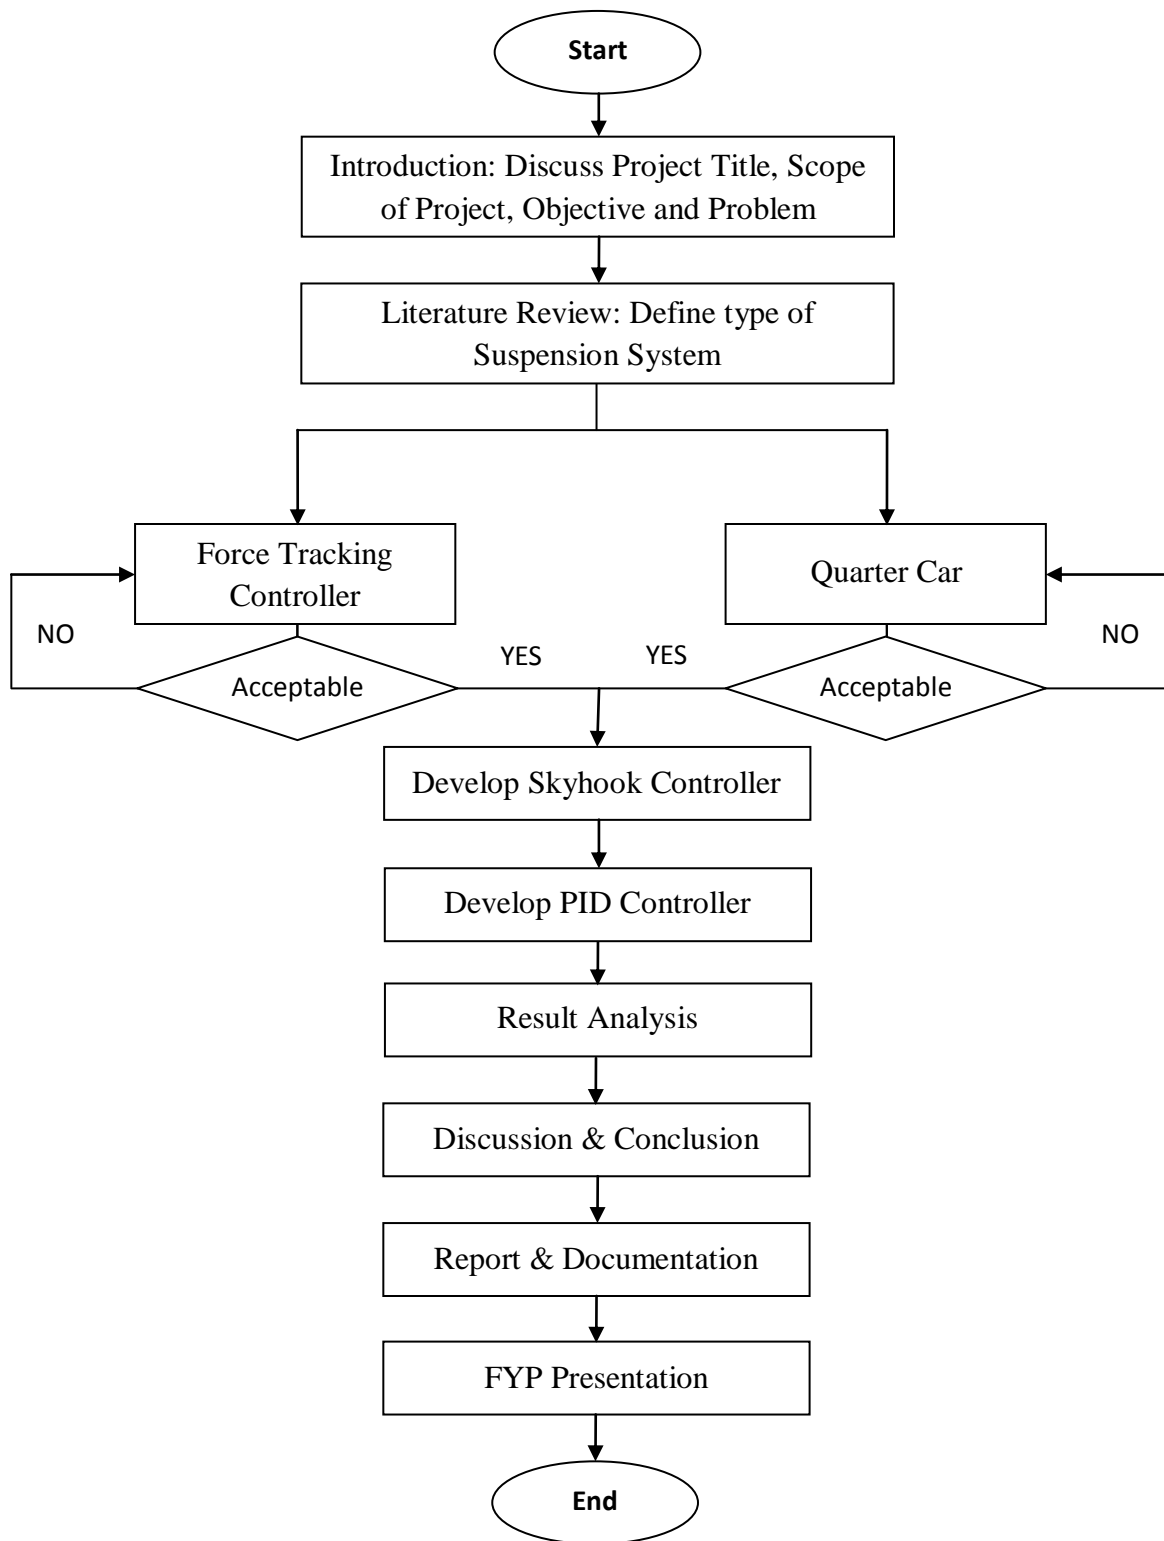 Start
Introduction: Discuss Project Title, Scope
of Project, Objective and Problem
Literature Review: Define type of
Suspension System
Force Tracking
Controller
Quarter Car
NO
YES
YES
NO
Acceptable
Acceptable
Develop Skyhook Controller
Develop PID Controller
Result Analysis
Discussion & Conclusion
Report & Documentation
FYP Presentation
End